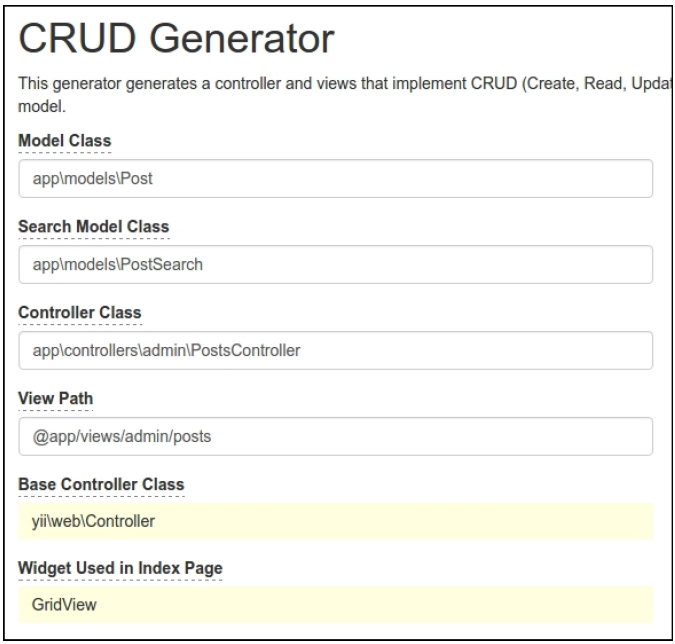 CRUD Generator
This generator generates a controller and views that implement CRUD (Create, Read, Updat
model.
Model Class
app\models\Post
Search Model Class
app\models\PostSearch
Controller Class
app\controllers\admin\PostsController
View Path
@app/views/admin/posts
Base Controller Class
yii\web\Controller
Widget Used in Index Page
GridView